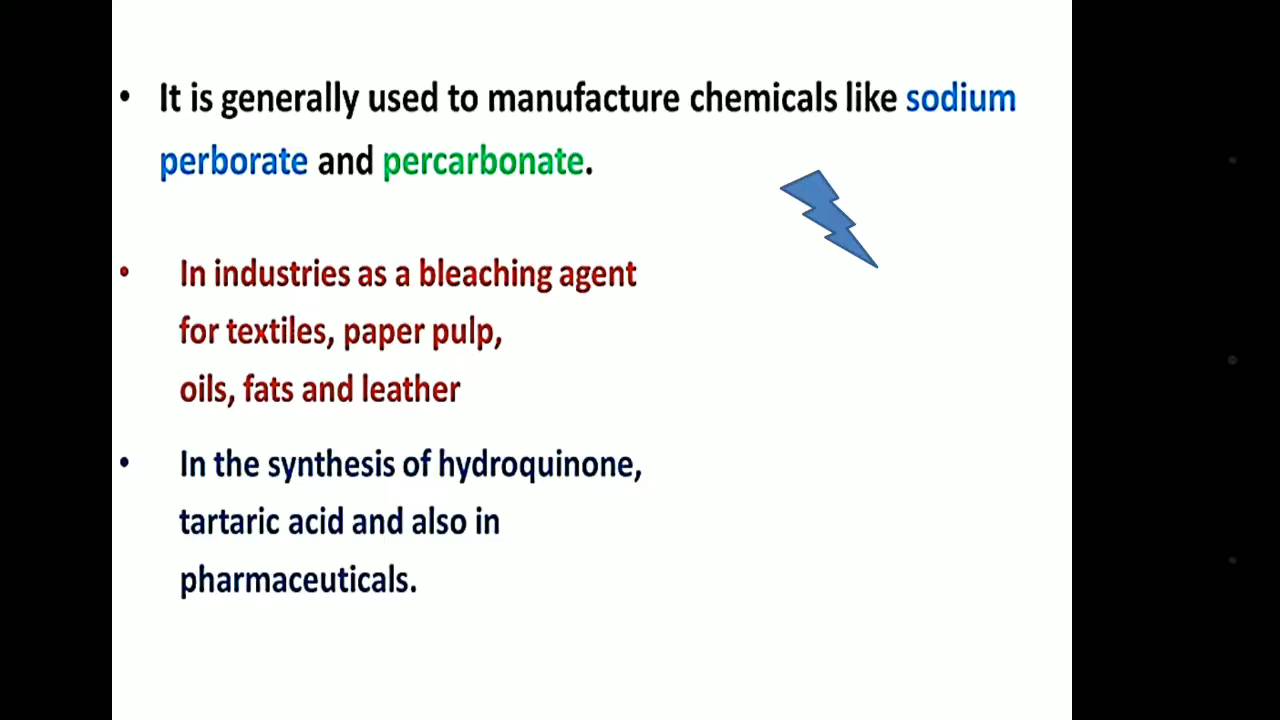 • It is generally used to manufacture chemicals like sodium
perborate and percarbonate.
• In industries as a bleaching agent
for textiles, paper pulp,
oils, fats and leather
• In the synthesis of hydroquinone,
tartaric acid and also in
pharmaceuticals.